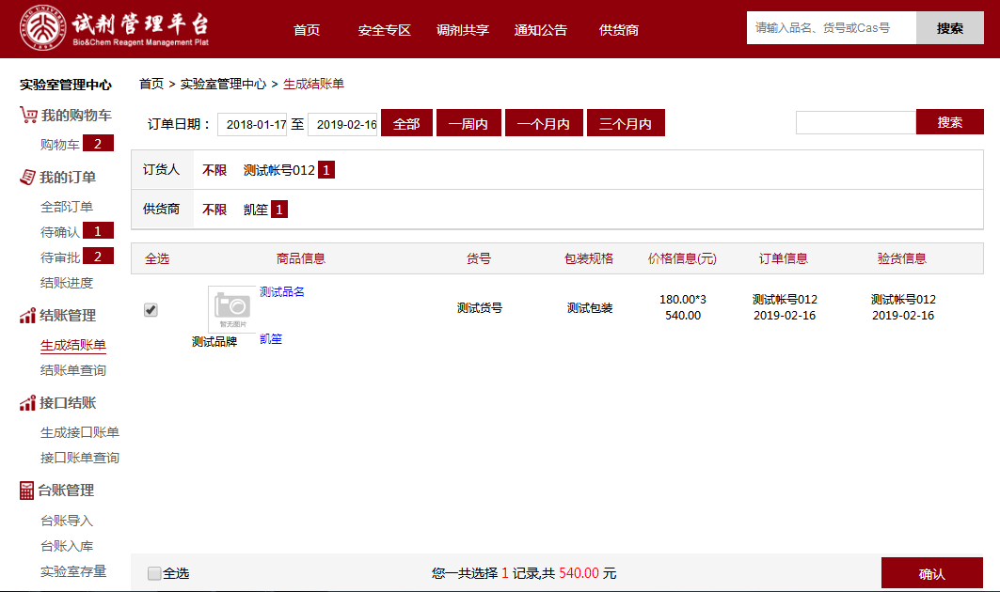 试剂管理平台
Bio&Chem Reagent Management Plat
首页 安全专区 调剂共享 通知公告 供货商
请输入品名、货号或Cas号 搜索
实验室管理中心
我的购物车
购物车 2
我的订单
全部订单
待确认 1
待审批 2
结账进度
结账管理
生成结账单
结账单查询
接口结账
生成接口账单
接口账单查询
台账管理
台账导入
台账入库
实验室存量
首页 > 实验室管理中心 > 生成结账单
订单日期： 2018-01-17 至 2019-02-16 全部 一周内 一个月内 三个月内 搜索
订货人 不限 测试帐号012 1
供货商 不限 凯笙 1
全选 商品信息 货号 包装规格 价格信息(元) 订单信息 验货信息
暂无图片
测试品名
测试品牌 凯笙
测试货号
测试包装
180.00*3
540.00
测试帐号012
2019-02-16
测试帐号012
2019-02-16
全选 您一共选择 1 记录,共 540.00 元 确认